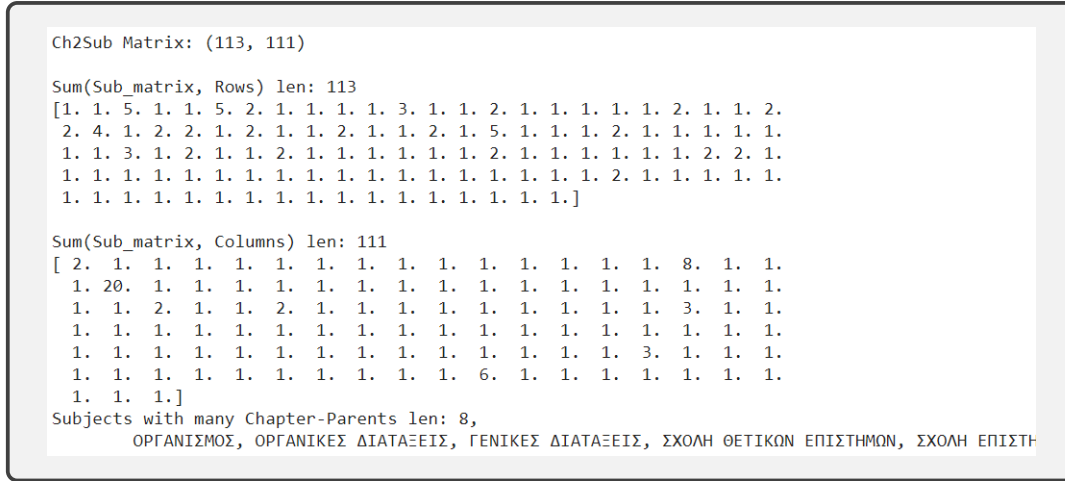 Ch2Sub Matrix: (113, 111)
Sum(Sub_matrix, Rows) len: 113
[1. 1. 5. 1. 1. 5. 2. 1. 1. 1. 1. 3. 1. 1. 2. 1. 1. 1. 1. 1. 2. 1. 1. 2.
2. 4. 1. 2. 2. 1. 2. 1. 1. 2. 1. 1. 2. 1. 5. 1. 1. 1. 2. 1. 1. 1. 1. 1.
1. 1. 3. 1. 2. 1. 1. 2. 1. 1. 1. 1. 1. 1. 2. 1. 1. 1. 1. 1. 1. 2. 2. 1.
1. 1. 1. 1. 1. 1. 1. 1. 1. 1. 1. 1. 1. 1. 1. 1. 1. 1. 2. 1. 1. 1. 1. 1.
1. 1. 1. 1. 1. 1. 1. 1. 1. 1. 1. 1. 1. 1. 1. 1. 1.]
Sum(Sub_matrix, Columns) len: 111
[ 2. 1. 1. 1. 1. 1. 1. 1. 1. 1. 1. 1. 1. 1. 1. 8. 1. 1.
1. 20. 1. 1. 1. 1. 1. 1. 1. 1. 1. 1. 1. 1. 1. 1. 1. 1.
1. 1. 2. 1. 1. 2. 1. 1. 1. 1. 1. 1. 1. 1. 1. 3. 1. 1.
1. 1. 1. 1. 1. 1. 1. 1. 1. 1. 1. 1. 1. 1. 1. 1. 1. 1.
1. 1. 1. 1. 1. 1. 1. 1. 1. 1. 1. 1. 1. 1. 3. 1. 1. 1.
1. 1. 1. 1. 1. 1. 1. 1. 1. 1. 6. 1. 1. 1. 1. 1. 1. 1.
1. 1. 1.]
Subjects with many Chapter-Parents len: 8,
ΟΡΓΑΝΙΣΜΟΣ, ΟΡΓΑΝΙΚΕΣ ΔΙΑΤΑΞΕΙΣ, ΓΕΝΙΚΕΣ ΔΙΑΤΑΞΕΙΣ, ΣΧΟΛΗ ΘΕΤΙΚΩΝ ΕΠΙΣΤΗΜΩΝ, ΣΧΟΛΗ ΕΠΙΣΤΗ